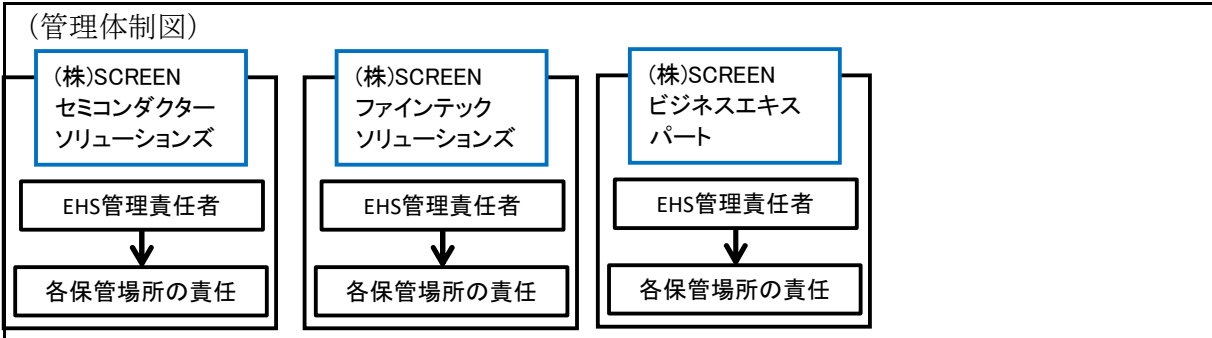 （管理体制図）
(株)SCREEN
セミコンダクター
ソリューションズ
EHS管理責任者
各保管場所の責任
(株)SCREEN
ファインテック
ソリューションズ
EHS管理責任者
各保管場所の責任
(株)SCREEN
ビジネスエキス
パート
EHS管理責任者
各保管場所の責任